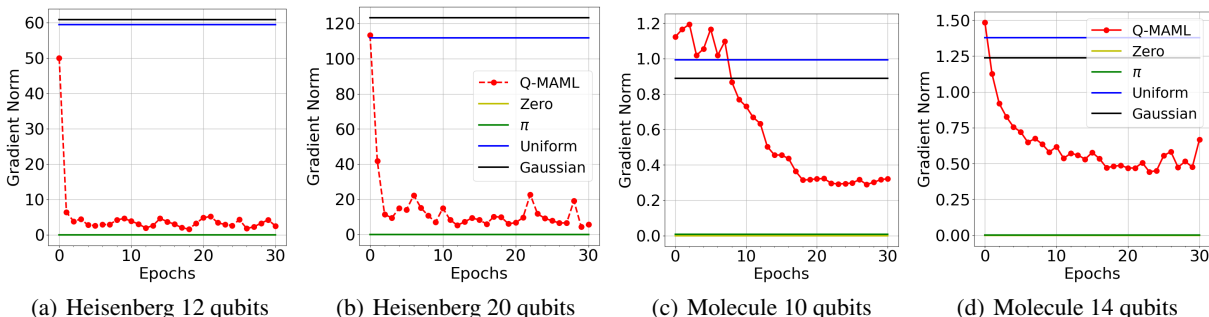 Gradient Norm
60
50
40
30
20
10
0
0 10 20 30
Epochs
(a) Heisenberg 12 qubits
Gradient Norm
120
100
80
60
40
20
0
0 10 20 30
Epochs
Q-MAML
Zero
π
Uniform
Gaussian
(b) Heisenberg 20 qubits
Gradient Norm
1.2
1.0
0.8
0.6
0.4
0.2
0.0
0 10 20 30
Epochs
(c) Molecule 10 qubits
Gradient Norm
1.50
1.25
1.00
0.75
0.50
0.25
0.00
0 10 20 30
Epochs
Q-MAML
Zero
π
Uniform
Gaussian
(d) Molecule 14 qubits